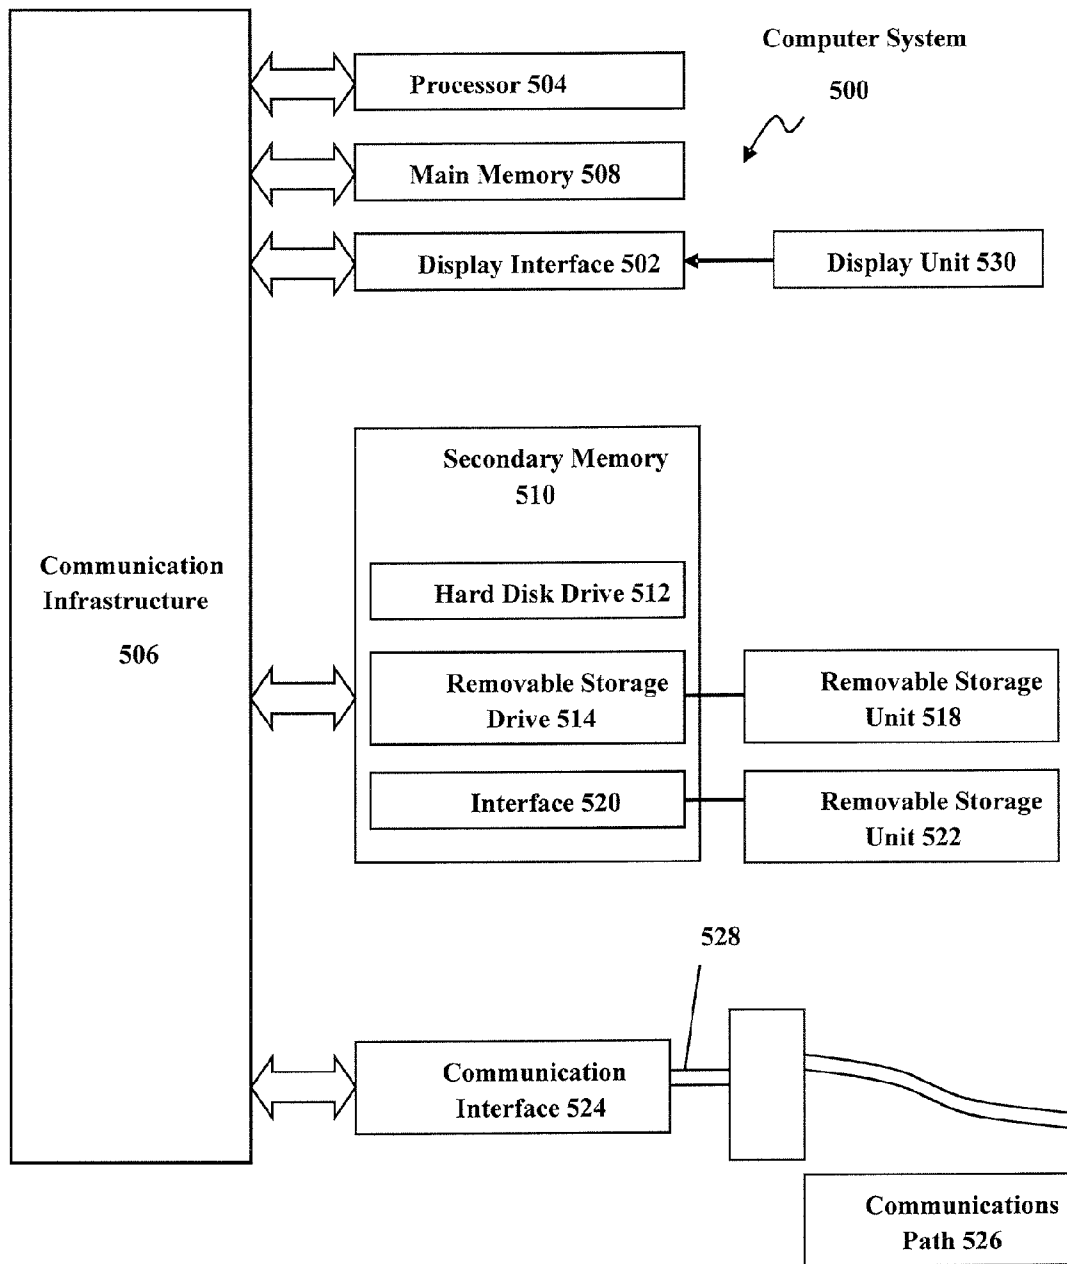 Computer System
500
Processor 504
Main Memory 508
Display Interface 502
Display Unit 530
Secondary Memory
510
Communication
Infrastructure
506
Hard Disk Drive 512
Removable Storage
Drive 514
Removable Storage
Unit 518
Interface 520
Removable Storage
Unit 522
528
Communication
Interface 524
Communications
Path 526